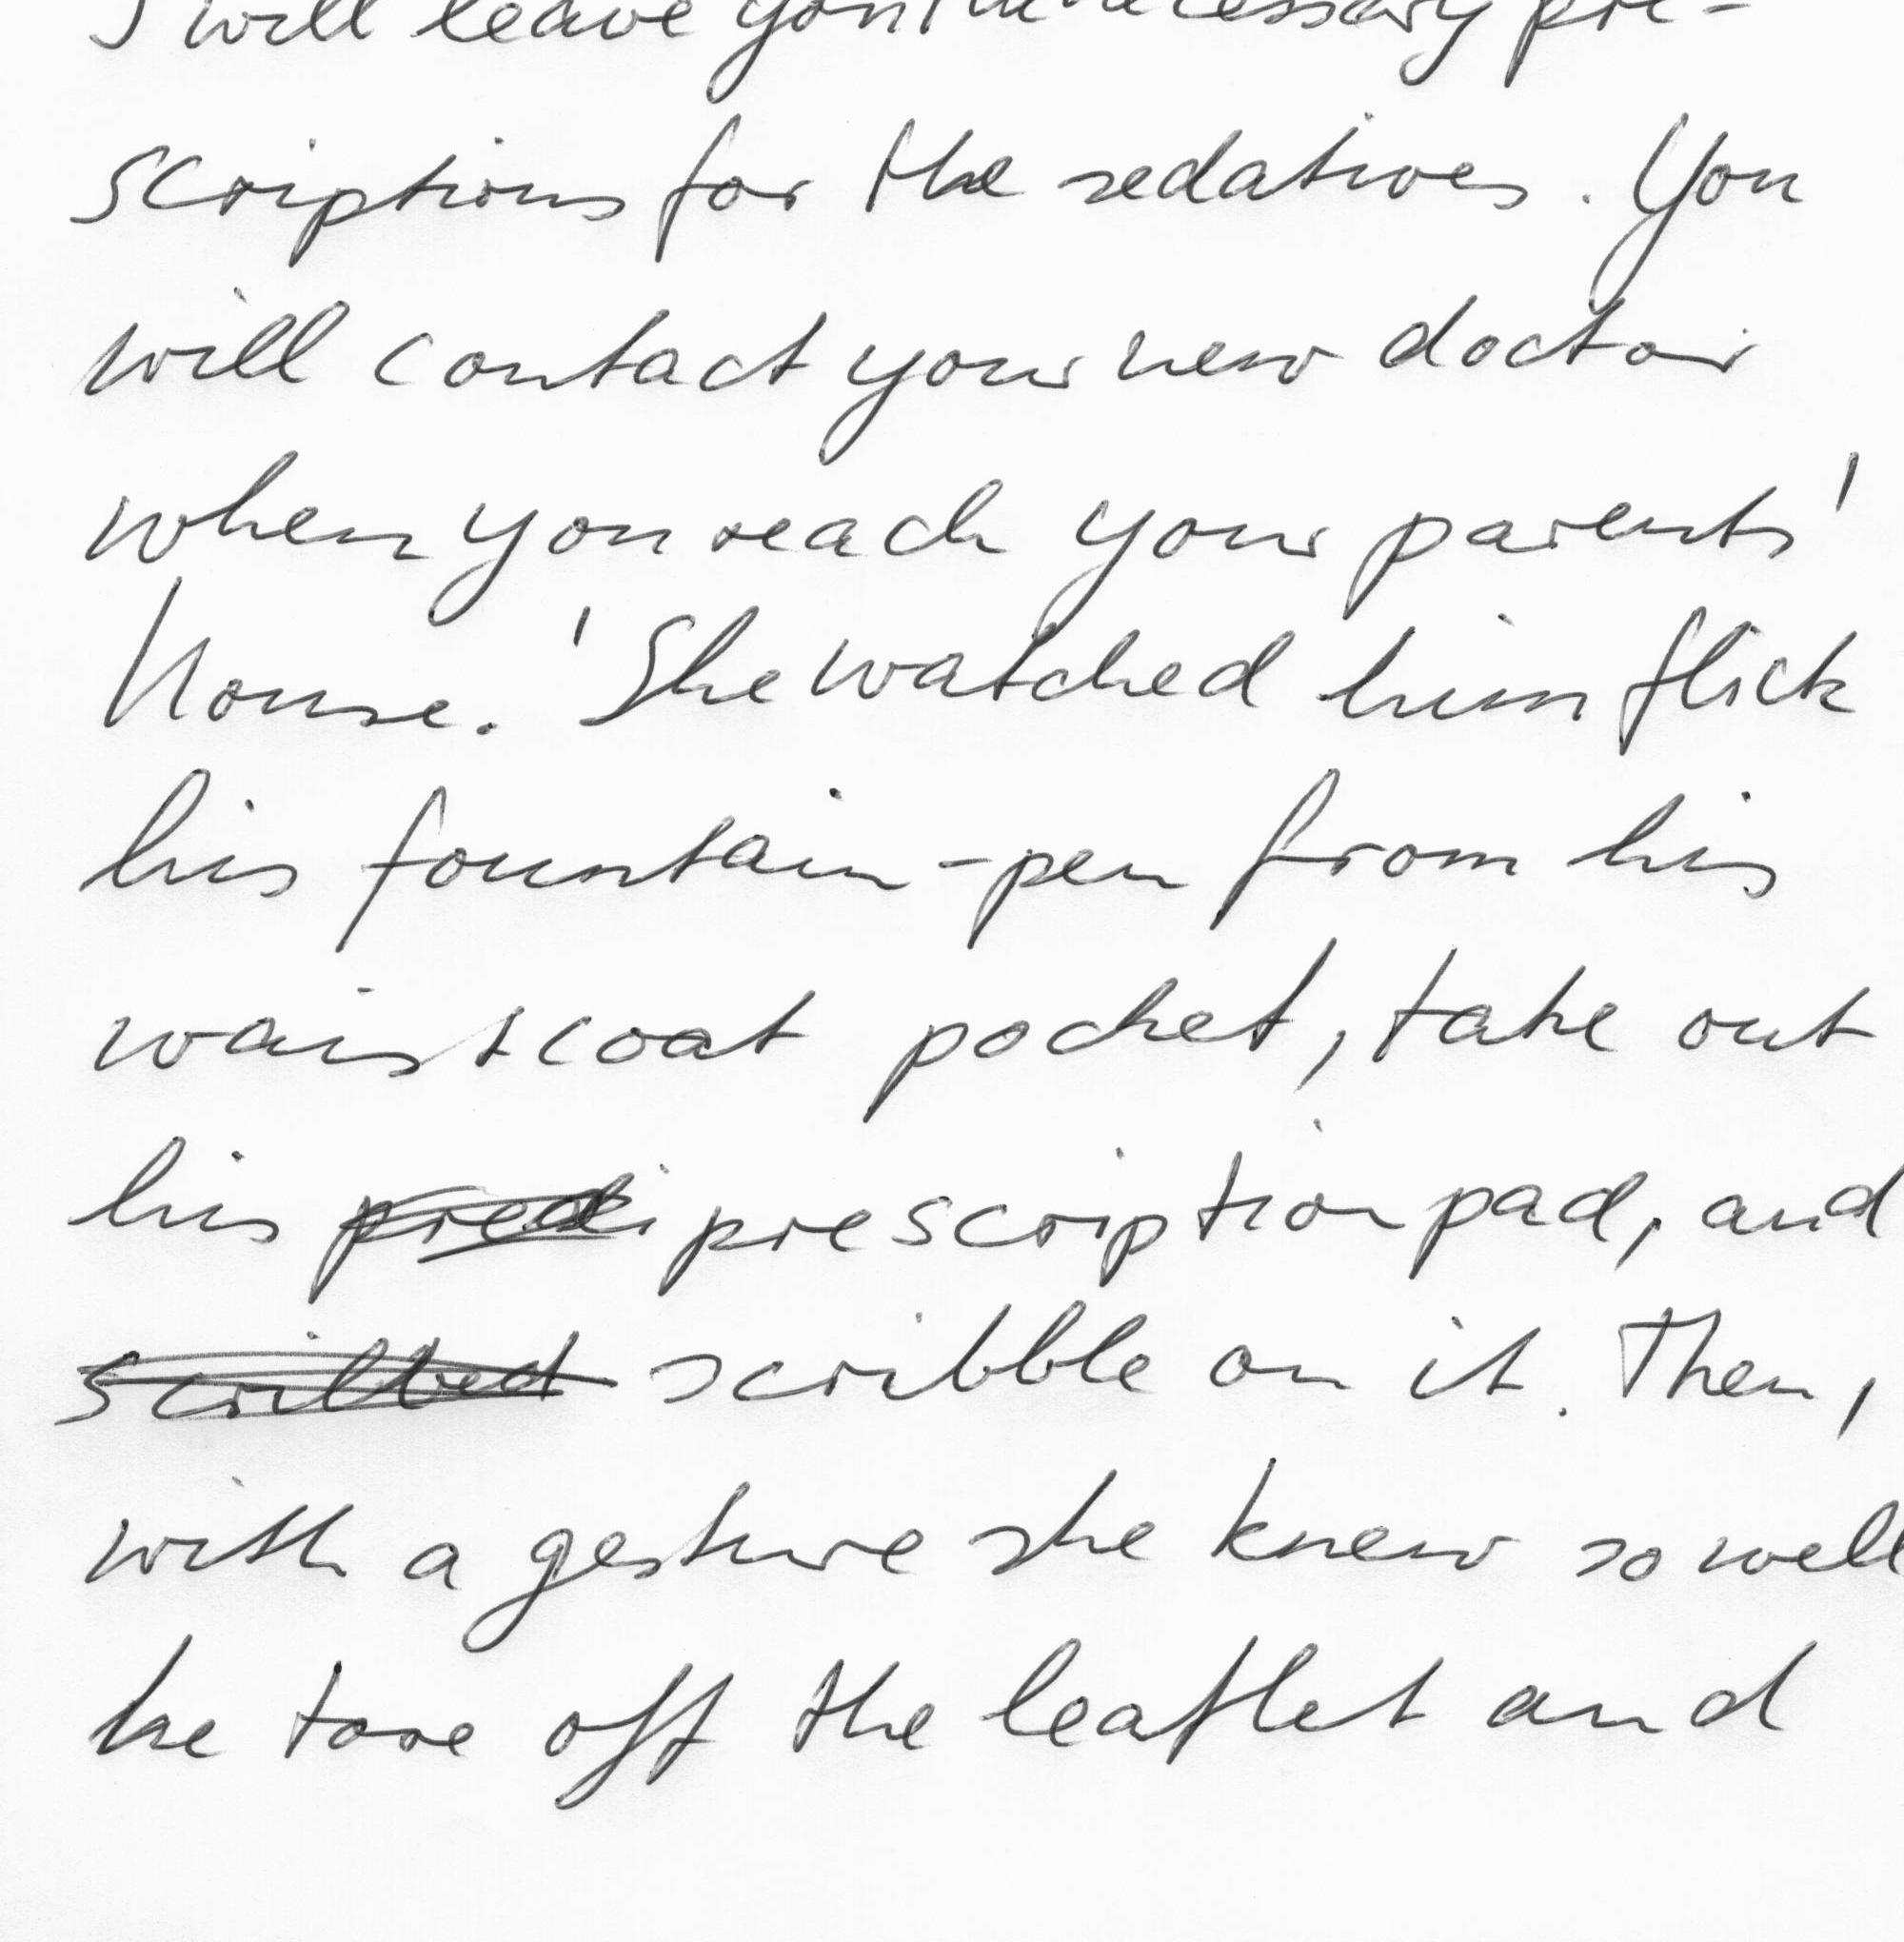 I will leave you the necessary pre-
scriptions for the sedatives. You
will contact your new doctor
when you reach your parents'
house.' She watched him flick
his fountain-pen from his
waistcoat pocket, take out
his prescription pad, and
scribbled scribble on it. Then,
with a gesture she knew so well
he tore off the leaflet and